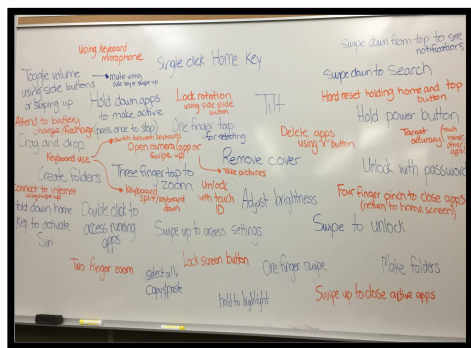 Using Keyboard
microphone
Single click Home Key
Swipe down from top to see
notifications
Toggle volume
using side buttons
or swiping up
mute using
side key or swipe up
Hold down apps
to make active
(press once to stop)
Lock rotation
using side slide
button
Tilt
Swipe down to Search
Hard reset holding home and top
button
Hold power button
Attend to battery
change/Recharge
Drag and drop
Keyboard use
switch between keyboards
Open camera (app or
swipe up)
One finger tap
for selecting
Take pictures
Remove cover
Delete apps
using "x" button
Target
accuracy
(touch
trainer,
other apps)
Unlock with password
Create folders
Three finger tap to
zoom
Keyboard
split/keyboard
down
Unlock
with touch
ID
Adjust brightness
Four finger pinch to close apps
(return to home screen)
Connect to internet
using swipe up
Hold down home
Key to activate
Siri
Double click to
access running
apps
Swipe up to access settings
Swipe to unlock
Two finger zoom
select all
Copy/paste
Lock screen button
One finger swipe
Make folders
Hold to highlight
Swipe up to close active apps